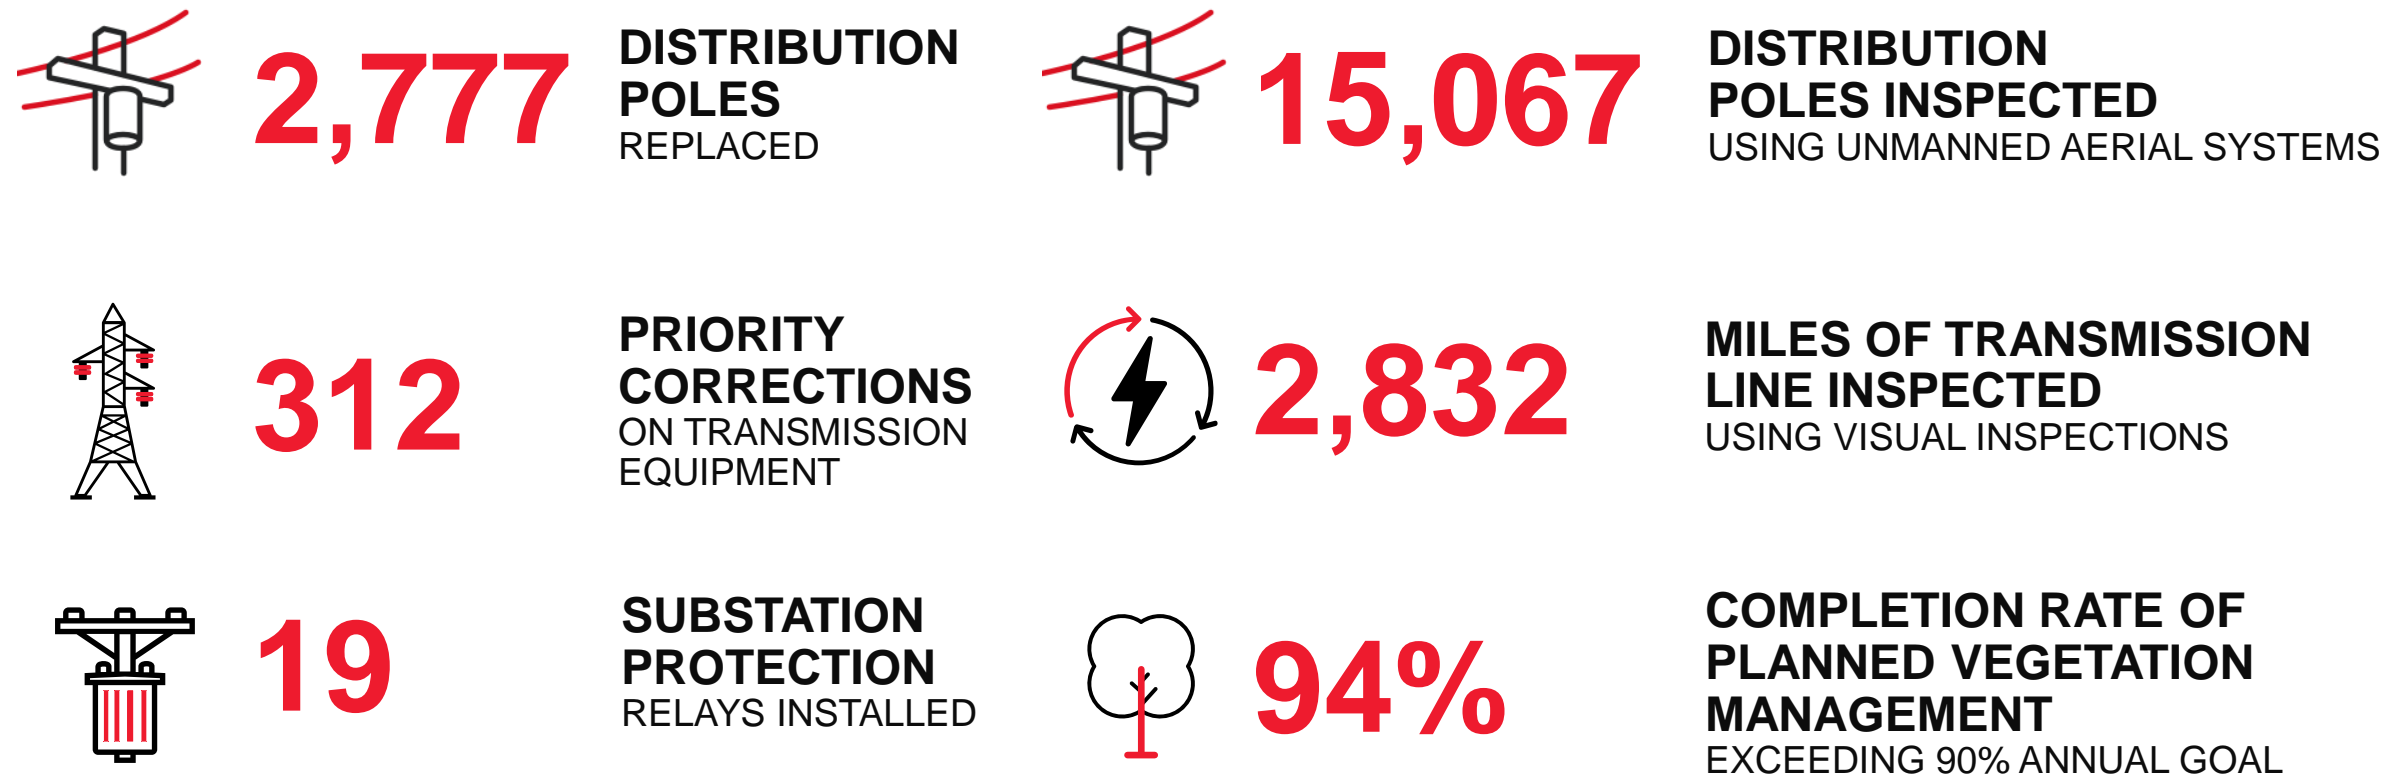 2,777
DISTRIBUTION
POLES
REPLACED
15,067
DISTRIBUTION
POLES INSPECTED
USING UNMANNED AERIAL SYSTEMS
312
PRIORITY
CORRECTIONS
ON TRANSMISSION
EQUIPMENT
2,832
MILES OF TRANSMISSION
LINE INSPECTED
USING VISUAL INSPECTIONS
19
SUBSTATION
PROTECTION
RELAYS INSTALLED
94%
COMPLETION RATE OF
PLANNED VEGETATION
MANAGEMENT
EXCEEDING 90% ANNUAL GOAL